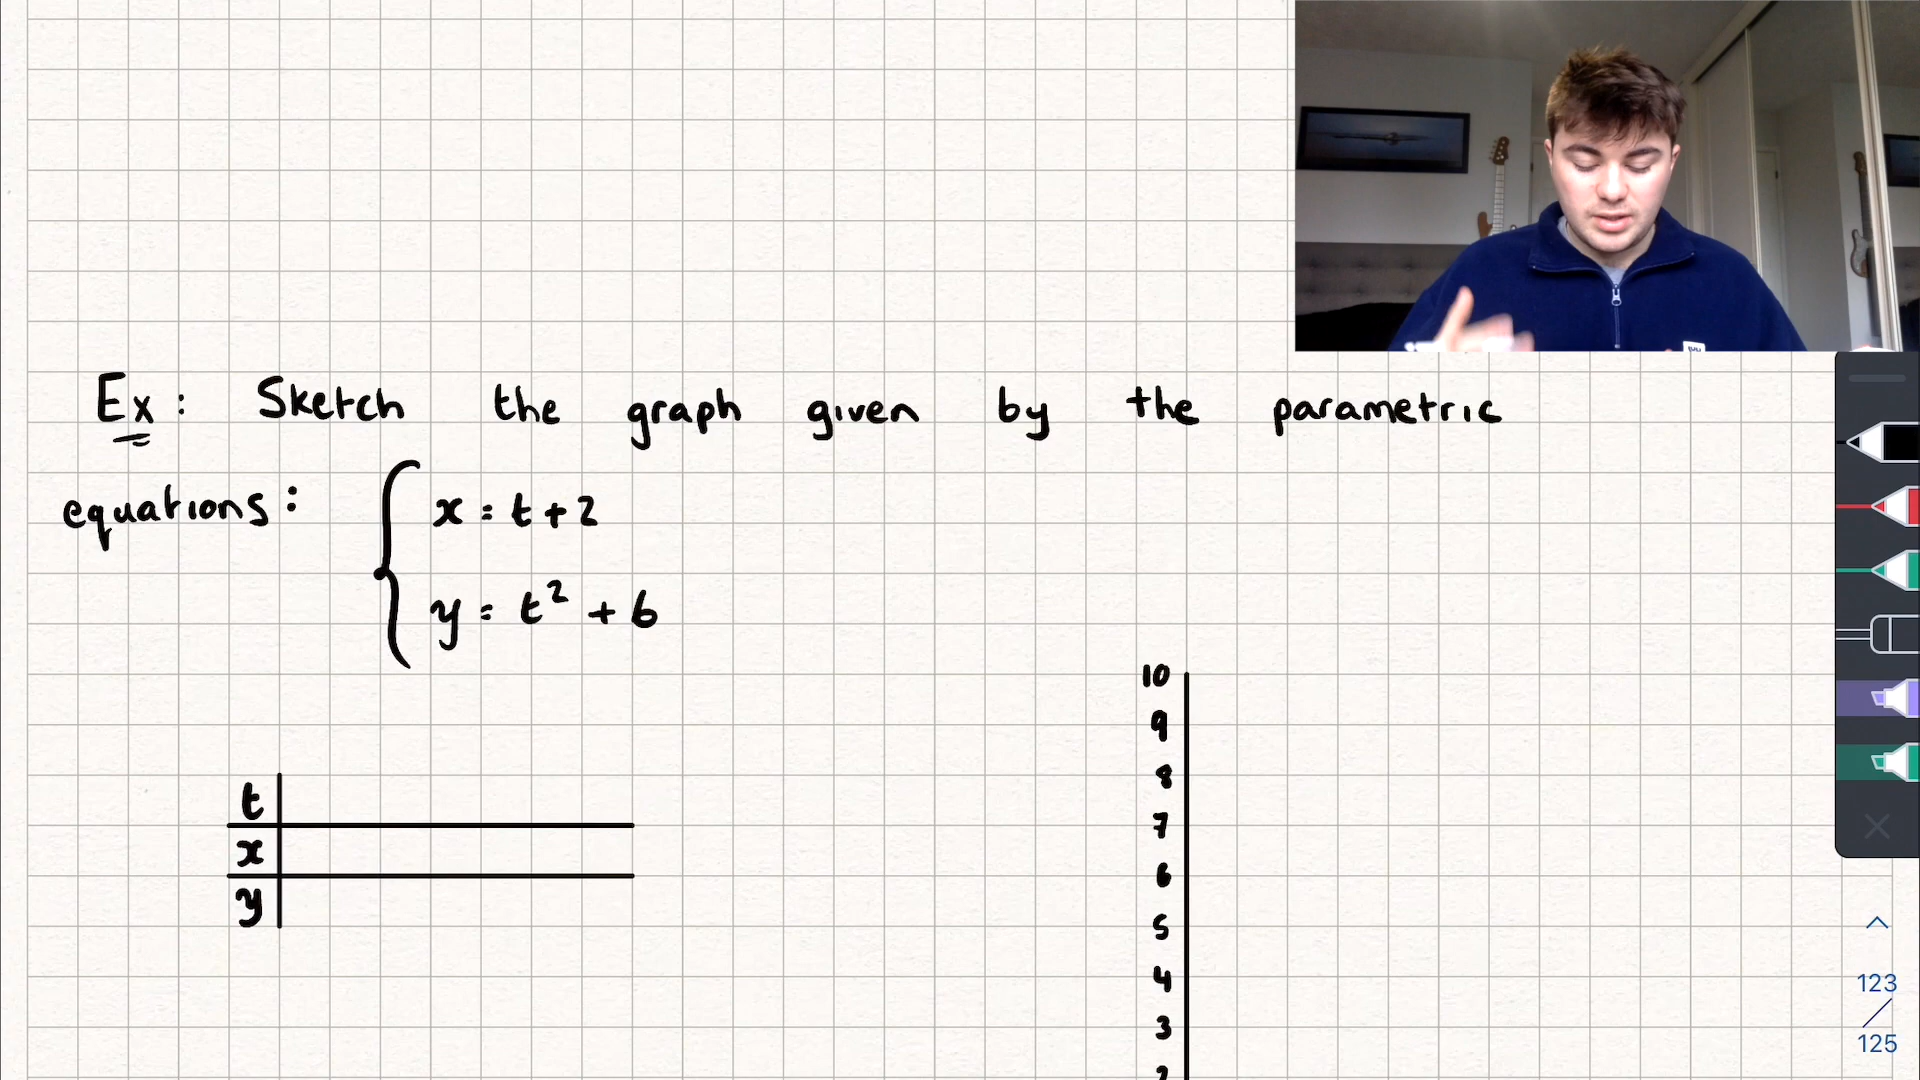 Ex: Sketch the graph given by the parametric
equations: x = t + 2
y = t² + 6
t
x
y
10
9
8
7
6
5
4
3
2
123
125